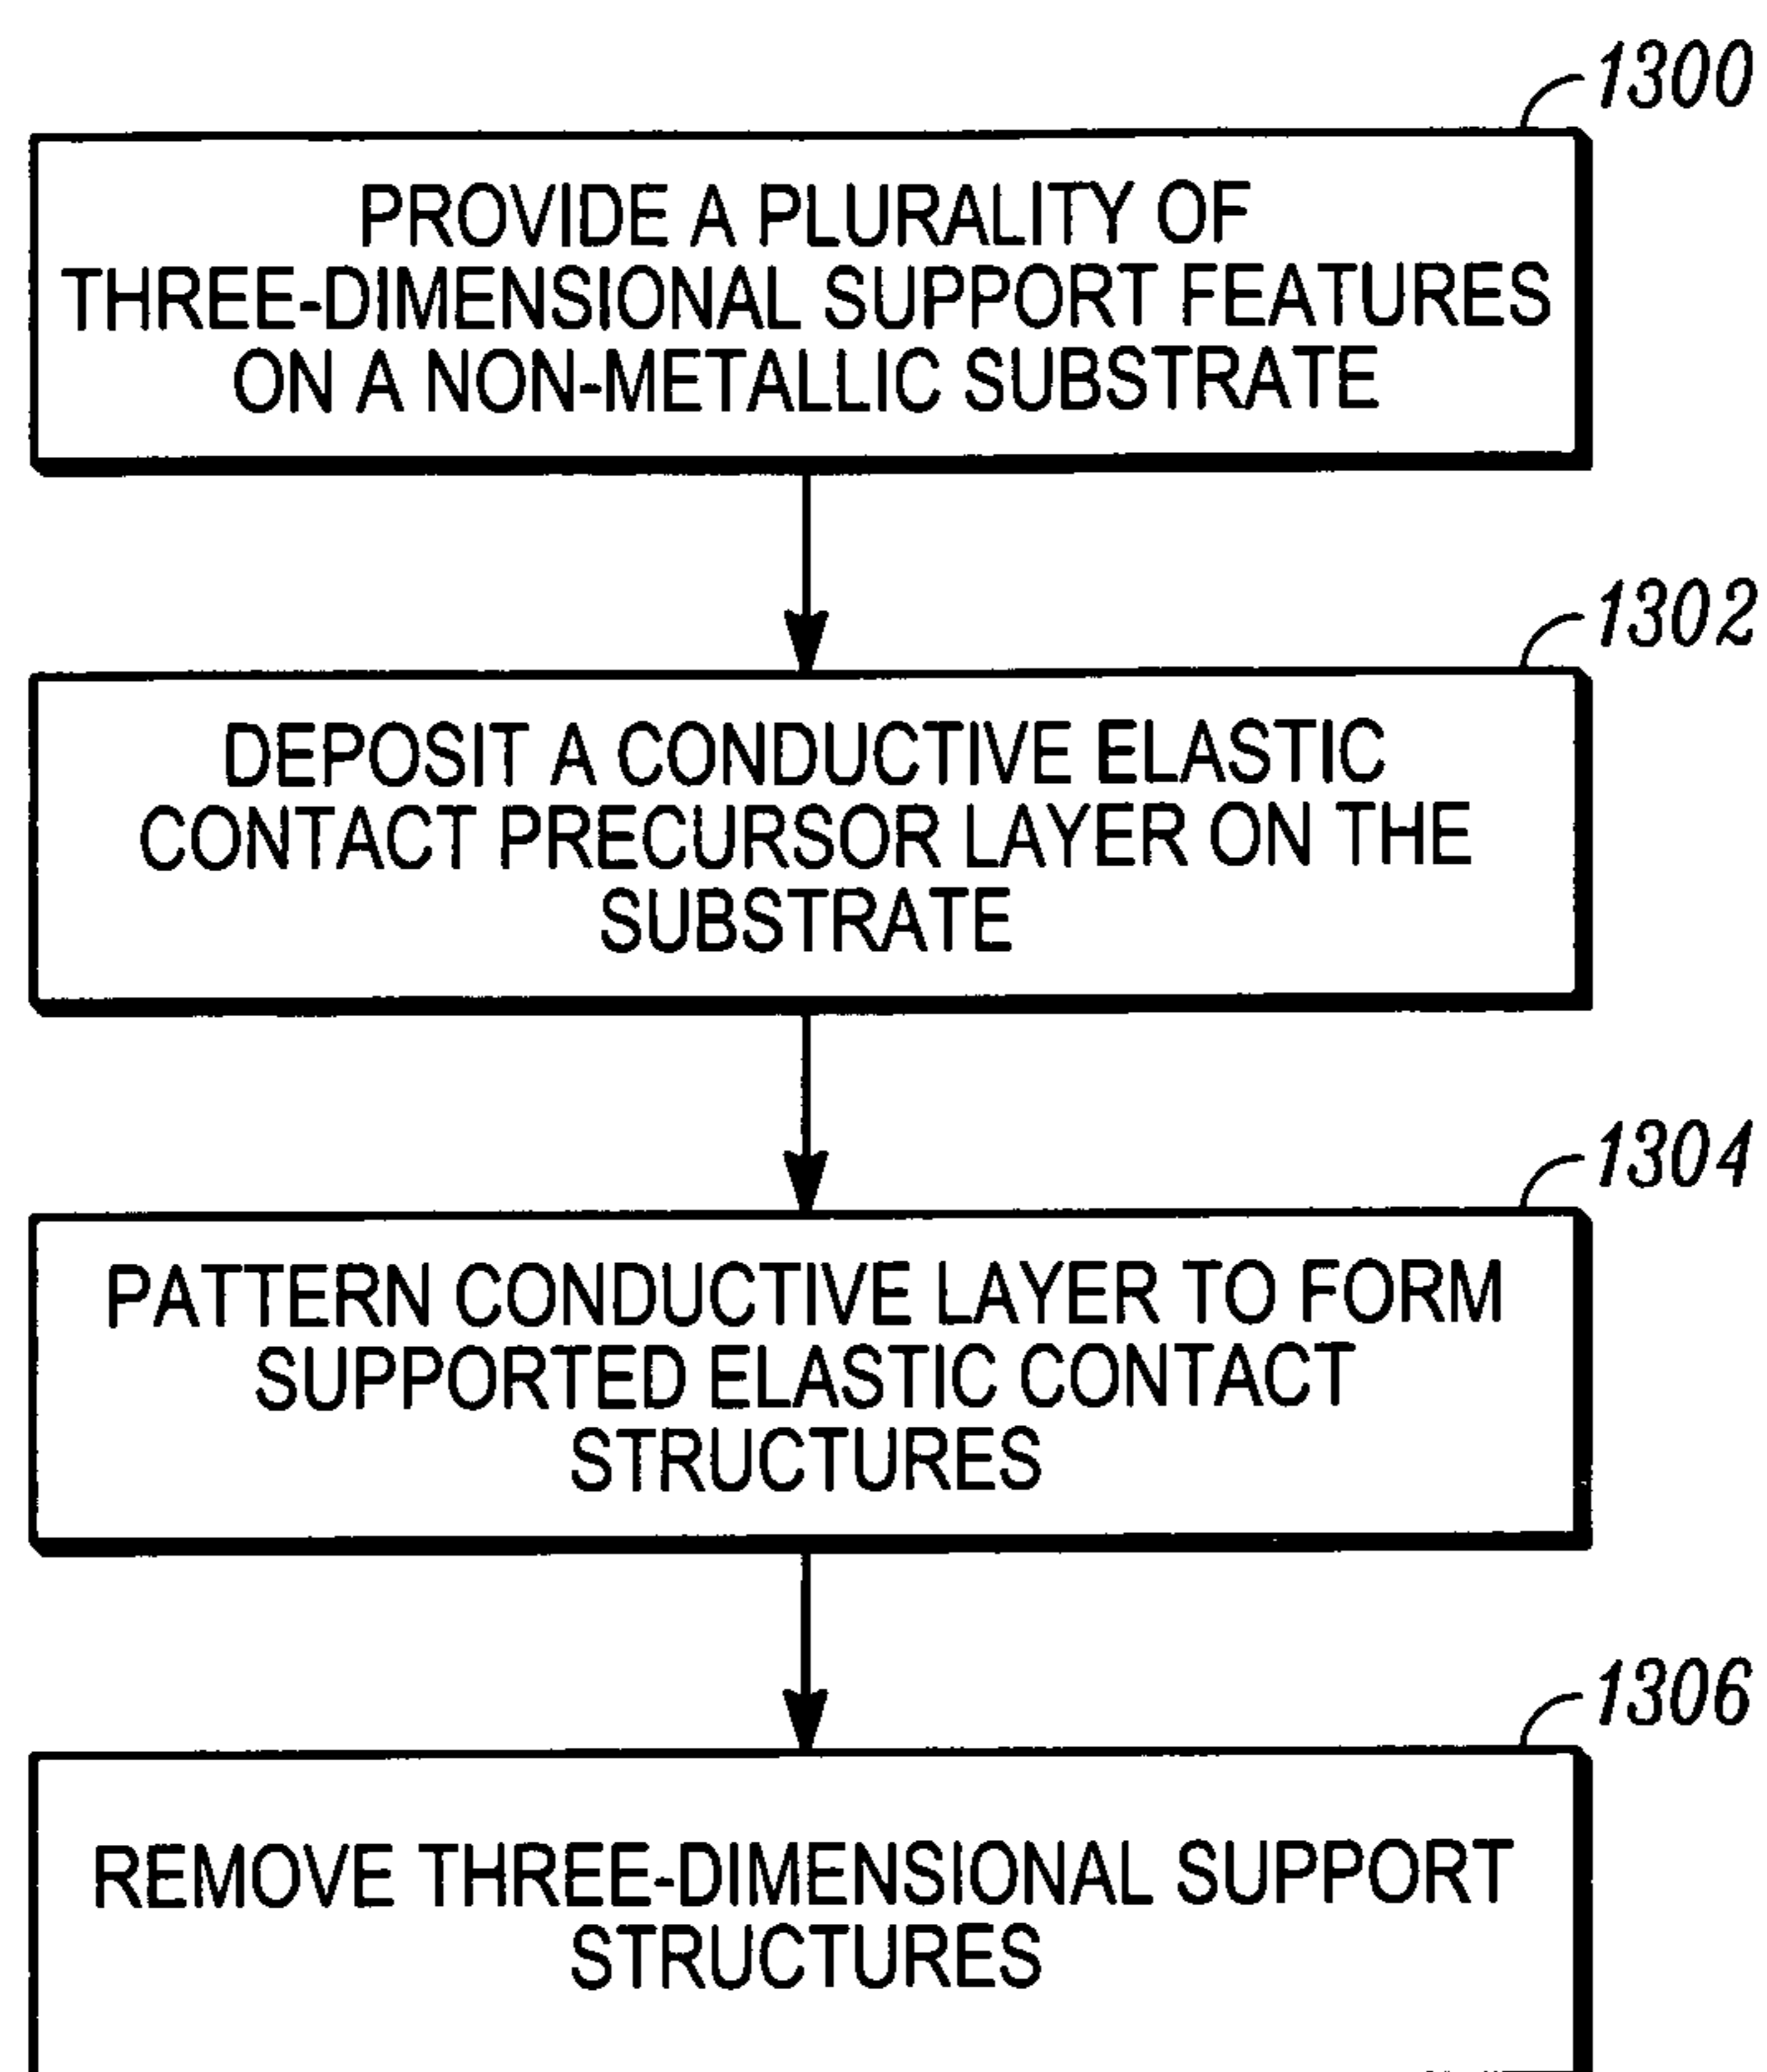 1300
PROVIDE A PLURALITY OF
THREE-DIMENSIONAL SUPPORT FEATURES
ON A NON-METALLIC SUBSTRATE
1302
DEPOSIT A CONDUCTIVE ELASTIC
CONTACT PRECURSOR LAYER ON THE
SUBSTRATE
1304
PATTERN CONDUCTIVE LAYER TO FORM
SUPPORTED ELASTIC CONTACT
STRUCTURES
1306
REMOVE THREE-DIMENSIONAL SUPPORT
STRUCTURES